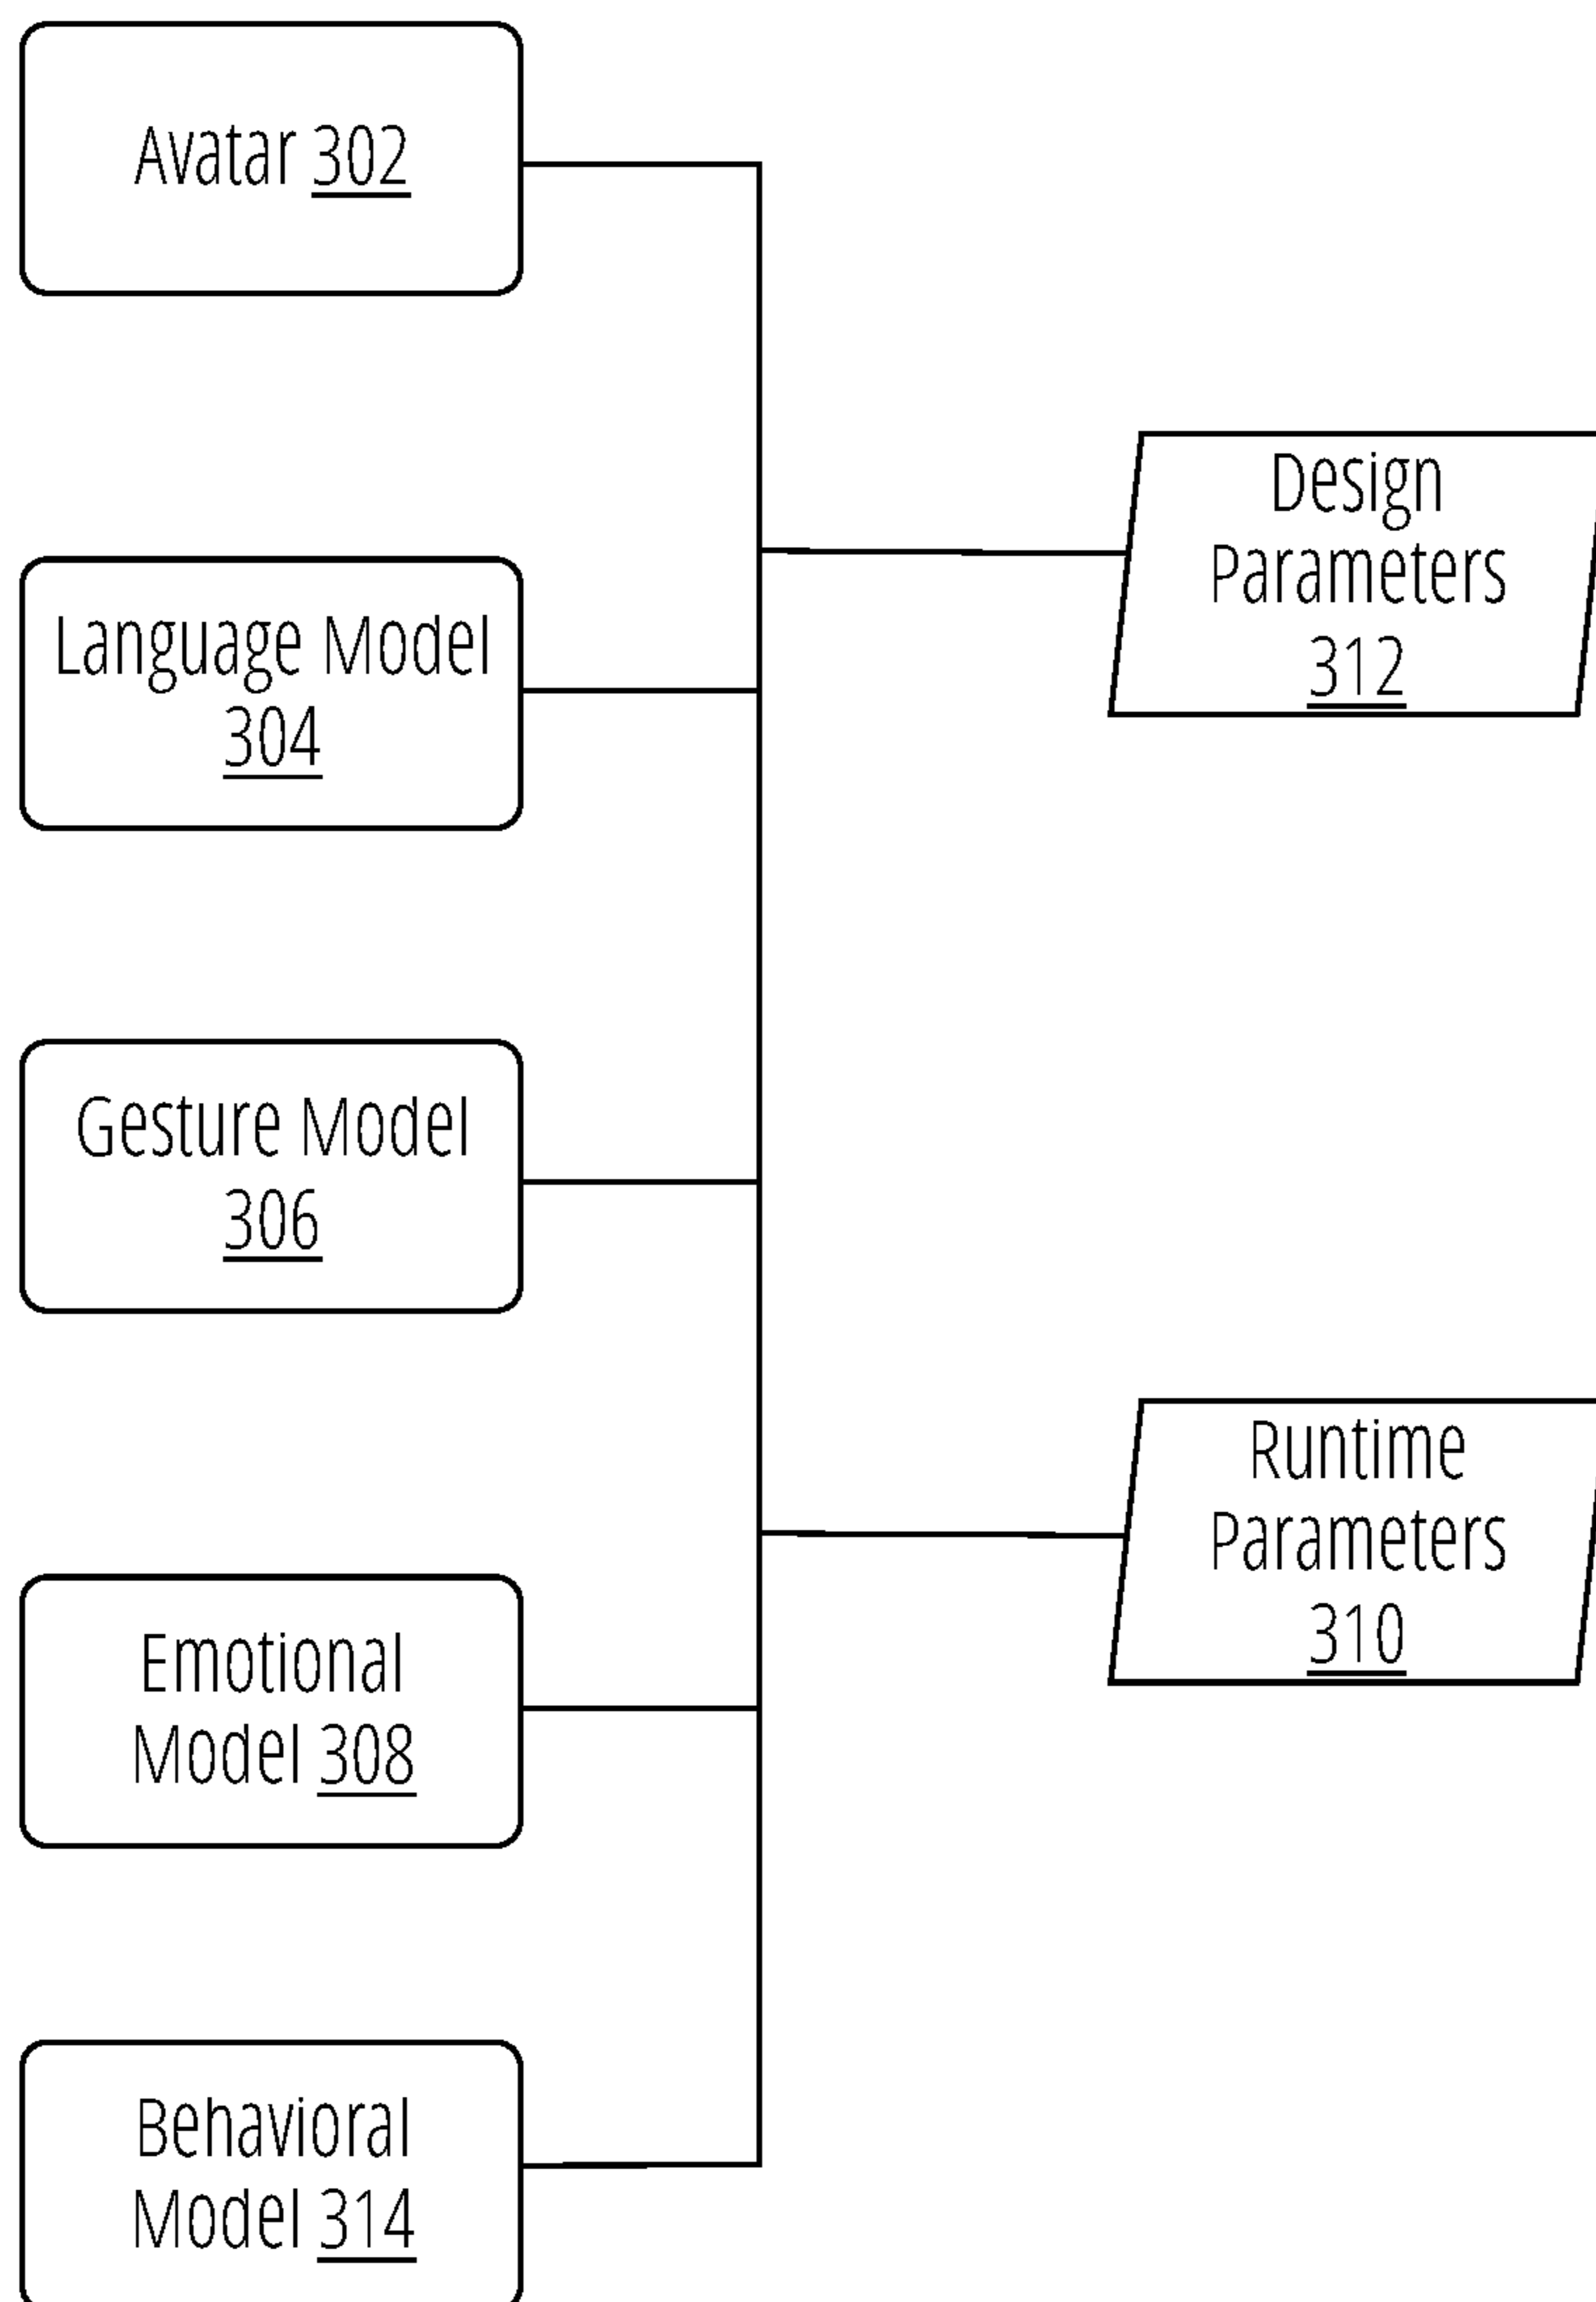 Avatar 302
Design
Parameters
312
Language Model
304
Gesture Model
306
Runtime
Parameters
310
Emotional
Model 308
Behavioral
Model 314